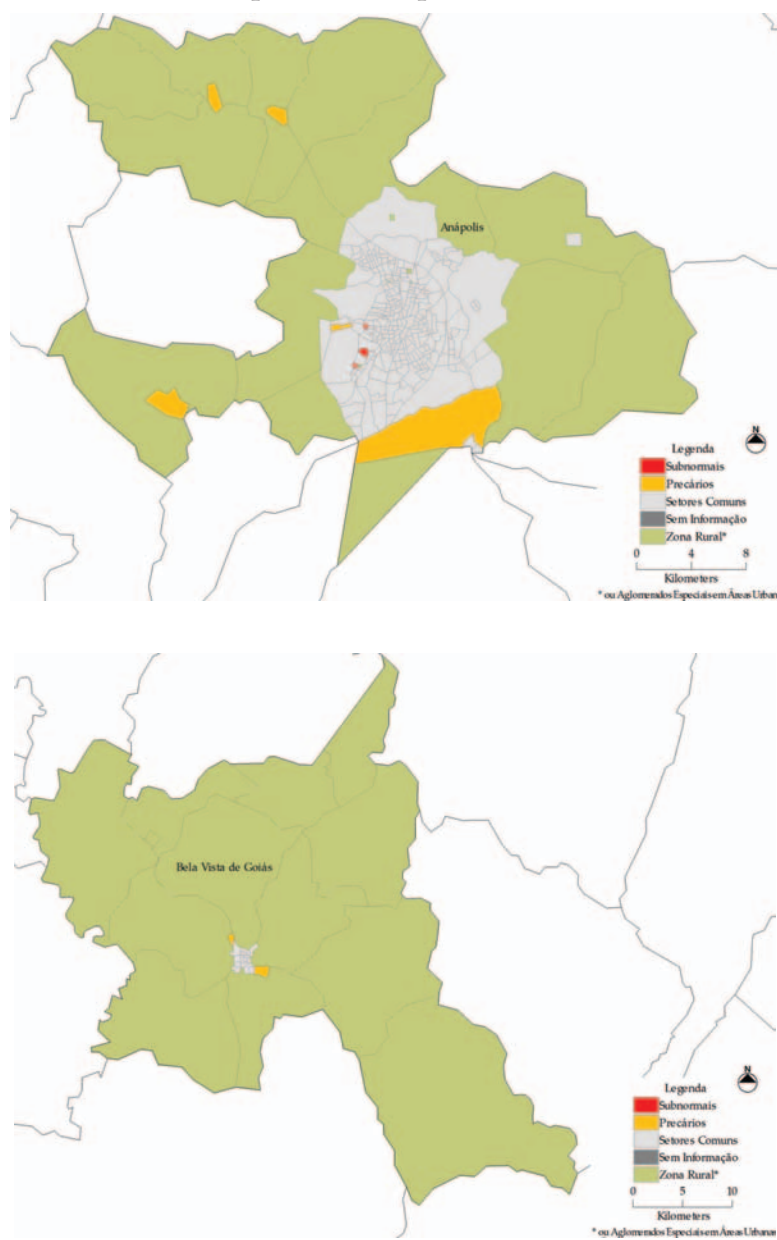 Anápolis
N
Legenda
Subnormais
Precários
Setores Comuns
Sem Informação
Zona Rural*
0 4 8
Kilometers
* ou Aglomerados Especiais em Áreas Urbanas
Bela Vista de Goiás
N
Legenda
Subnormais
Precários
Setores Comuns
Sem Informação
Zona Rural*
0 5 10
Kilometers
* ou Aglomerados Especiais em Áreas Urbanas